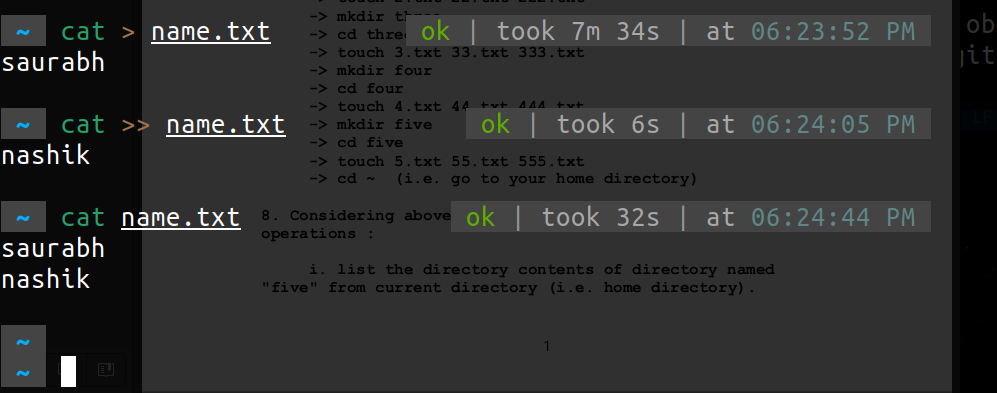 ~ cat > name.txt ok | took 7m 34s | at 06:23:52 PM
saurabh
~ cat >> name.txt ok | took 6s | at 06:24:05 PM
nashik
~ cat name.txt ok | took 32s | at 06:24:44 PM
saurabh
nashik
~
~
-> mkdir three
-> cd three
-> touch 3.txt 33.txt 333.txt
-> mkdir four
-> cd four
-> touch 4.txt 44.txt 444.txt
-> mkdir five
-> cd five
-> touch 5.txt 55.txt 555.txt
-> cd ~ (i.e. go to your home directory)
8. Considering above
operations :
i. list the directory contents of directory named
"five" from current directory (i.e. home directory).
1
ob
git
LF